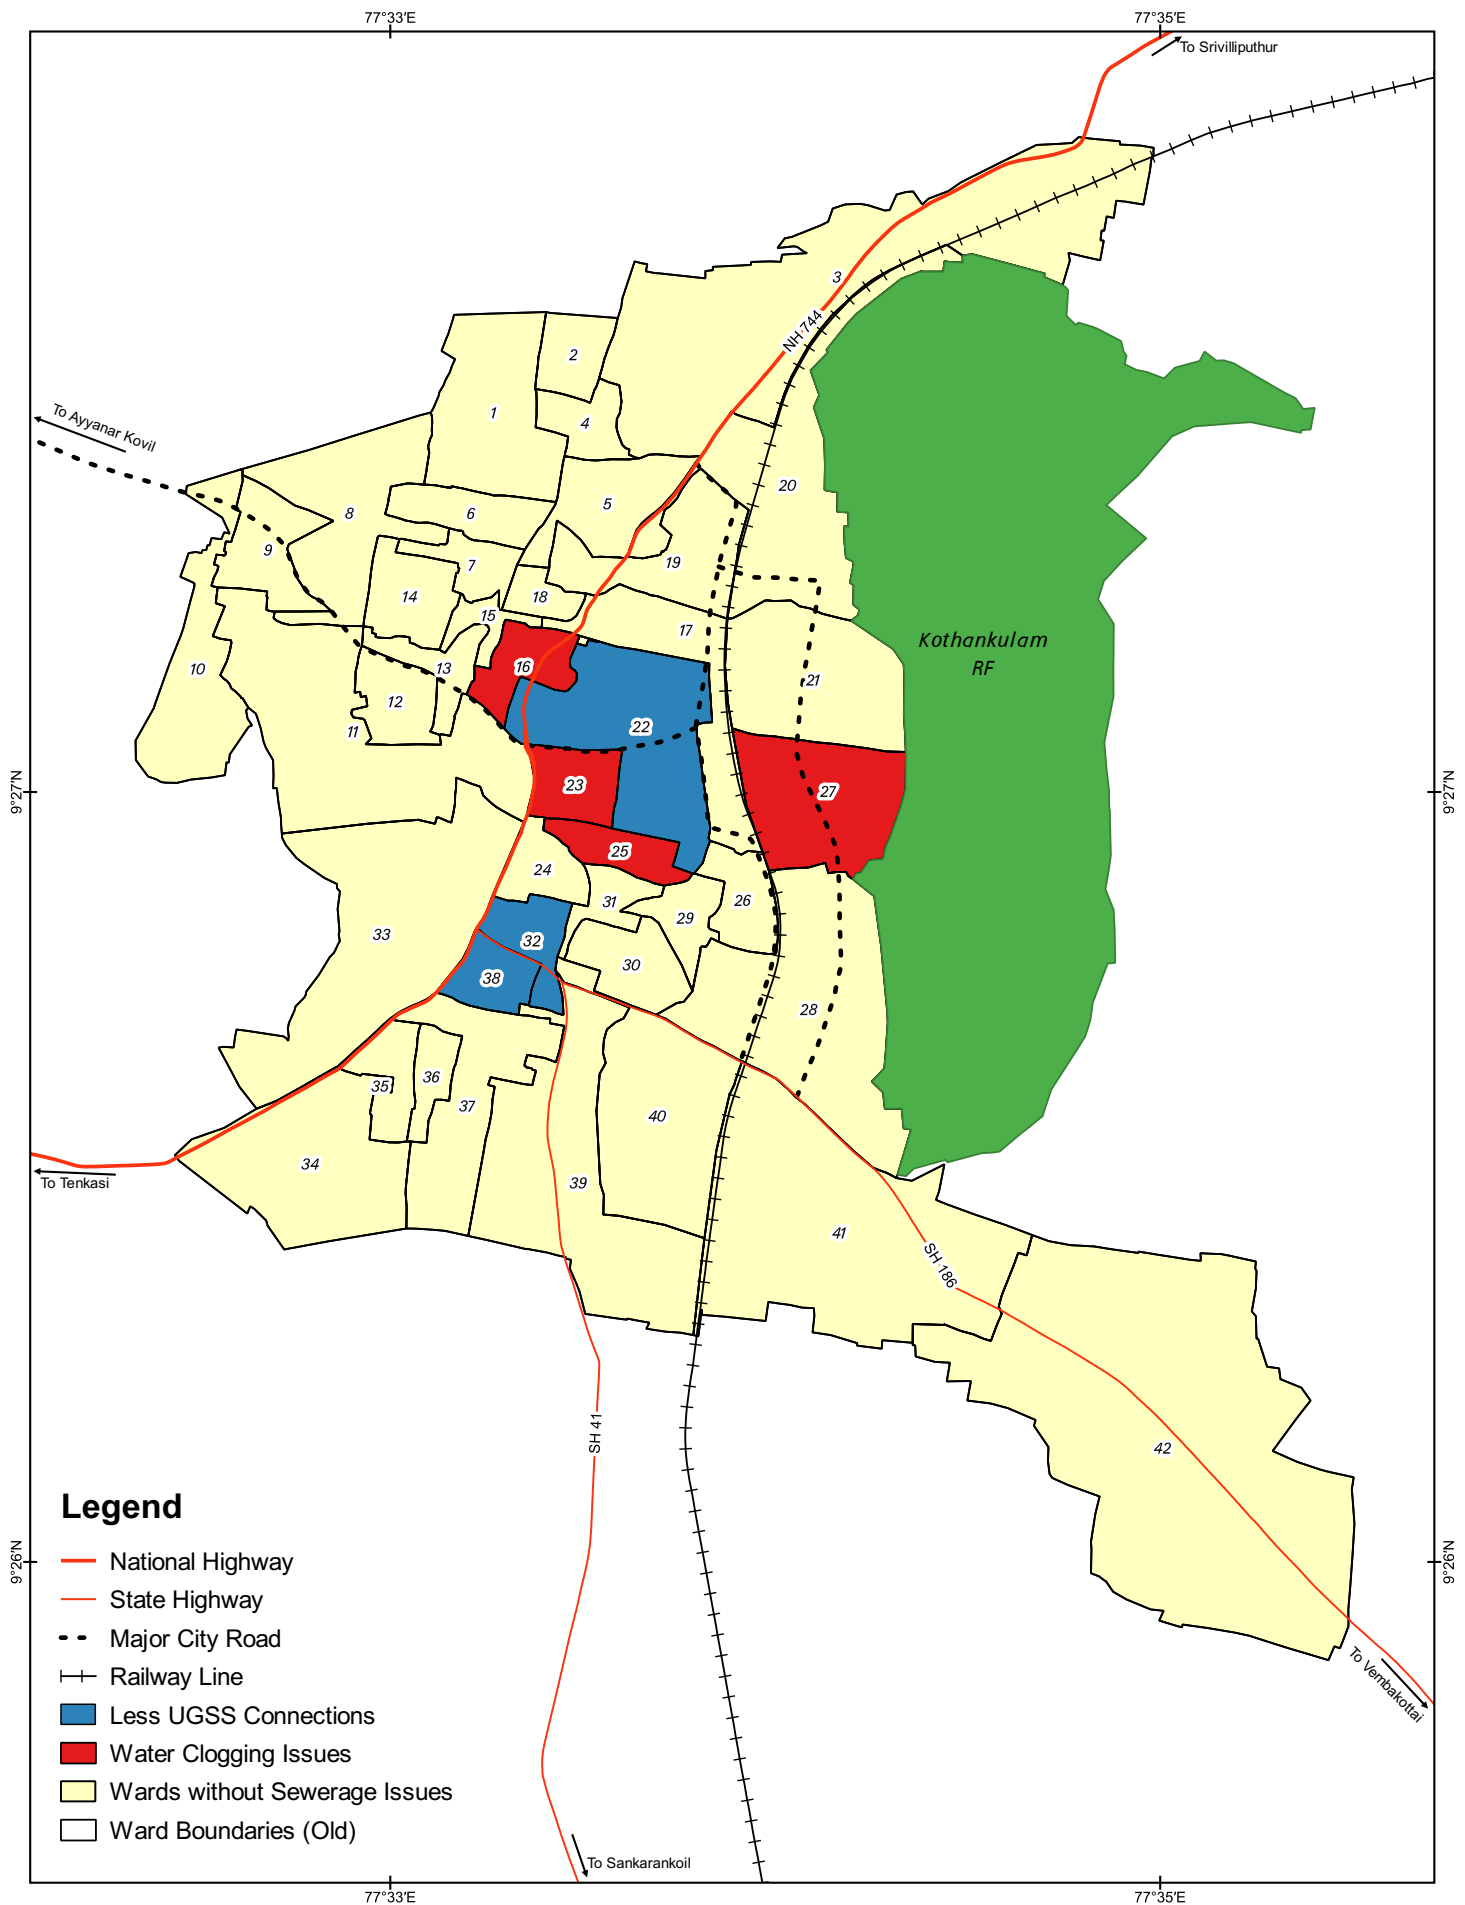 77°33'E
77°35'E
To Srivilliputhur
3
NH 744
2
1
4
To Ayyanar Kovil
20
5
8
6
9
19
7
14
18
15
17
Kothankulam
RF
10
13
16
21
12
22
11
9°27'N
23
27
9°27'N
25
24
31
26
29
33
32
30
38
28
35
36
37
40
34
39
To Tenkasi
41
SH 186
SH 41
42
Legend
National Highway
9°26'N
9°26'N
State Highway
Major City Road
Railway Line
To Vembakottai
Less UGSS Connections
Water Clogging Issues
Wards without Sewerage Issues
Ward Boundaries (Old)
To Sankarankoil
77°33'E
77°35'E